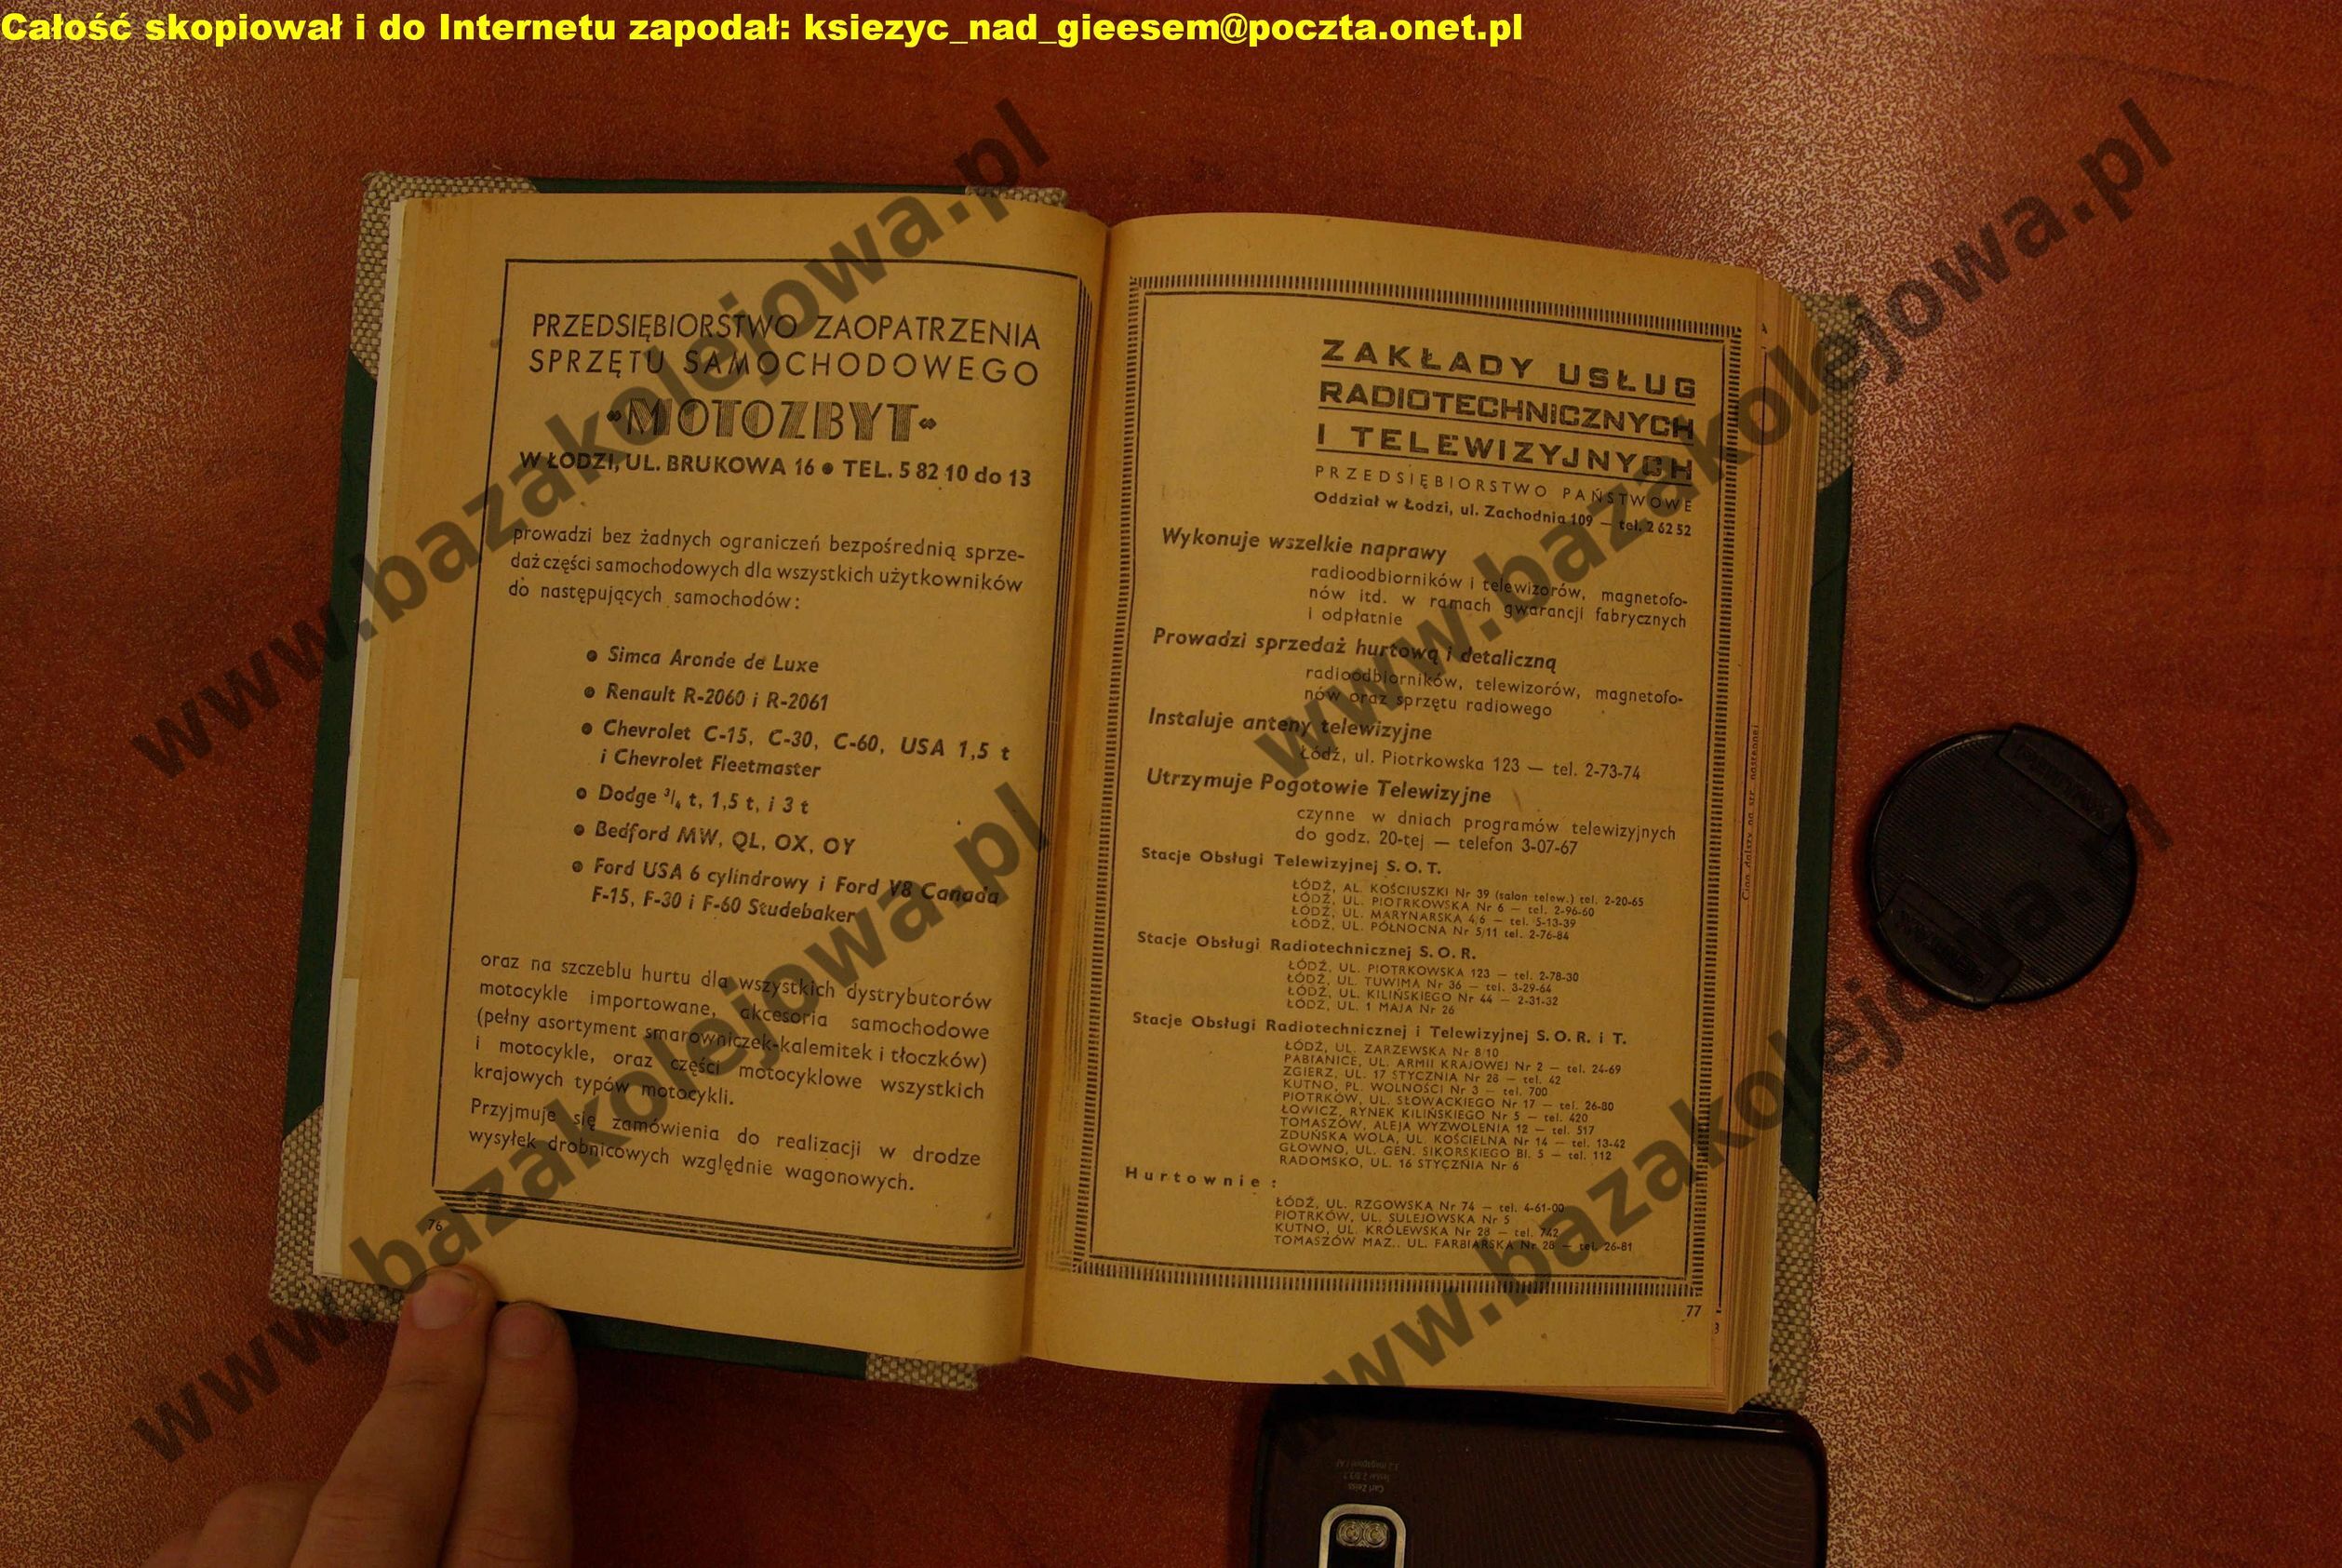 Całość skopiował i do Internetu zapodał: ksiezyc_nad_gieesem@poczta.onet.pl
PRZEDSIĘBIORSTWO ZAOPATRZENIA
SPRZĘTU SAMOCHODOWEGO
«MOTOZBYT»
W ŁODZI, UL. BRUKOWA 16 • TEL. 5 82 10 do 13
prowadzi bez żadnych ograniczeń bezpośrednią sprze-
daż części samochodowych dla wszystkich użytkowników
do następujących samochodów:
• Simca Aronde de Luxe
• Renault R-2060 i R-2061
• Chevrolet C-15, C-30, C-60, USA 1,5 t
i Chevrolet Fleetmaster
• Dodge ³/₄ t, 1,5 t, i 3 t
• Bedford MW, QL, OX, OY
• Ford USA 6 cylindrowy i Ford V8 Canada
F-15, F-30 i F-60 Studebaker
oraz na szczeblu hurtu dla wszystkich dystrybutorów
motocykle importowane, akcesoria samochodowe
(pełny asortyment smarowniczek-kalemitek i tłoczków)
i motocykle, oraz części motocyklowe wszystkich
krajowych typów motocykli.
Przyjmuje się zamówienia do realizacji w drodze
wysyłek drobnicowych względnie wagonowych.
76
ZAKŁADY USŁUG
RADIOTECHNICZNYCH
I TELEWIZYJNYCH
PRZEDSIĘBIORSTWO PAŃSTWOWE
Oddział w Łodzi, ul. Zachodnia 109 — tel. 2 62 52
Wykonuje wszelkie naprawy
radioodbiorników i telewizorów, magnetofo-
nów itd. w ramach gwarancji fabrycznych
i odpłatnie
Prowadzi sprzedaż hurtową i detaliczną
radioodbiorników, telewizorów, magnetofo-
nów oraz sprzętu radiowego
Instaluje anteny telewizyjne
Łódź, ul. Piotrkowska 123 — tel. 2-73-74
Utrzymuje Pogotowie Telewizyjne
czynne w dniach programów telewizyjnych
do godz. 20-tej — telefon 3-07-67
Stacje Obsługi Telewizyjnej S. O. T.
ŁÓDŹ, AL. KOŚCIUSZKI Nr 39 (salon telew.) tel. 2-20-65
ŁÓDŹ, UL. PIOTRKOWSKA Nr 6 — tel. 2-96-60
ŁÓDŹ, UL. MARYNARSKA 4/6 — tel. 5-13-39
ŁÓDŹ, UL. PÓŁNOCNA Nr 5/11 tel. 2-76-84
Stacje Obsługi Radiotechnicznej S. O. R.
ŁÓDŹ, UL. PIOTRKOWSKA 123 — tel. 2-78-30
ŁÓDŹ, UL. TUWIMA Nr 36 — tel. 3-29-64
ŁÓDŹ, UL. KILIŃSKIEGO Nr 44 — 2-31-32
ŁÓDŹ, UL. 1 MAJA Nr 26
Stacje Obsługi Radiotechnicznej i Telewizyjnej S. O. R. i T.
ŁÓDŹ, UL. ZARZEWSKA Nr 8/10
PABIANICE, UL. ARMII KRAJOWEJ Nr 2 — tel. 24-69
ZGIERZ, UL. 17 STYCZNIA Nr 28 — tel. 42
KUTNO, PL. WOLNOŚCI Nr 3 — tel. 700
PIOTRKÓW, UL. SŁOWACKIEGO Nr 17 — tel. 26-80
ŁOWICZ, RYNEK KILIŃSKIEGO Nr 5 — tel. 420
TOMASZÓW, ALEJA WYZWOLENIA 12 — tel. 517
ZDUŃSKA WOLA, UL. KOŚCIELNA Nr 14 — tel. 13-42
GŁOWNO, UL. GEN. SIKORSKIEGO Bl. 5 — tel. 112
RADOMSKO, UL. 16 STYCZNIA Nr 6
Hurtownie:
ŁÓDŹ, UL. RZGOWSKA Nr 74 — tel. 4-61-00
PIOTRKÓW, UL. SULEJOWSKA Nr 5
KUTNO, UL. KRÓLEWSKA Nr 28 — tel. 742
TOMASZÓW MAZ., UL. FARBIARSKA Nr 28 — tel. 26-81
77
Ciąg dalszy na str. następnej
www.bazakolejowa.pl
www.bazakolejowa.pl
www.bazakolejowa.pl
www.bazakolejowa.pl
Carl Zeiss